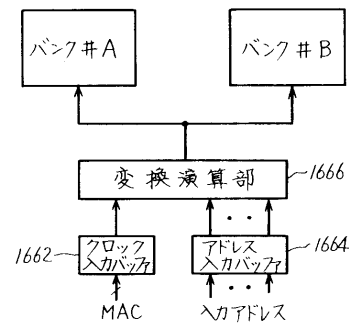 バンク#A
バンク#B
変換演算部
1666
1662
クロック
入力バッファ
アドレス
入力バッファ
1664
MAC
入力アドレス